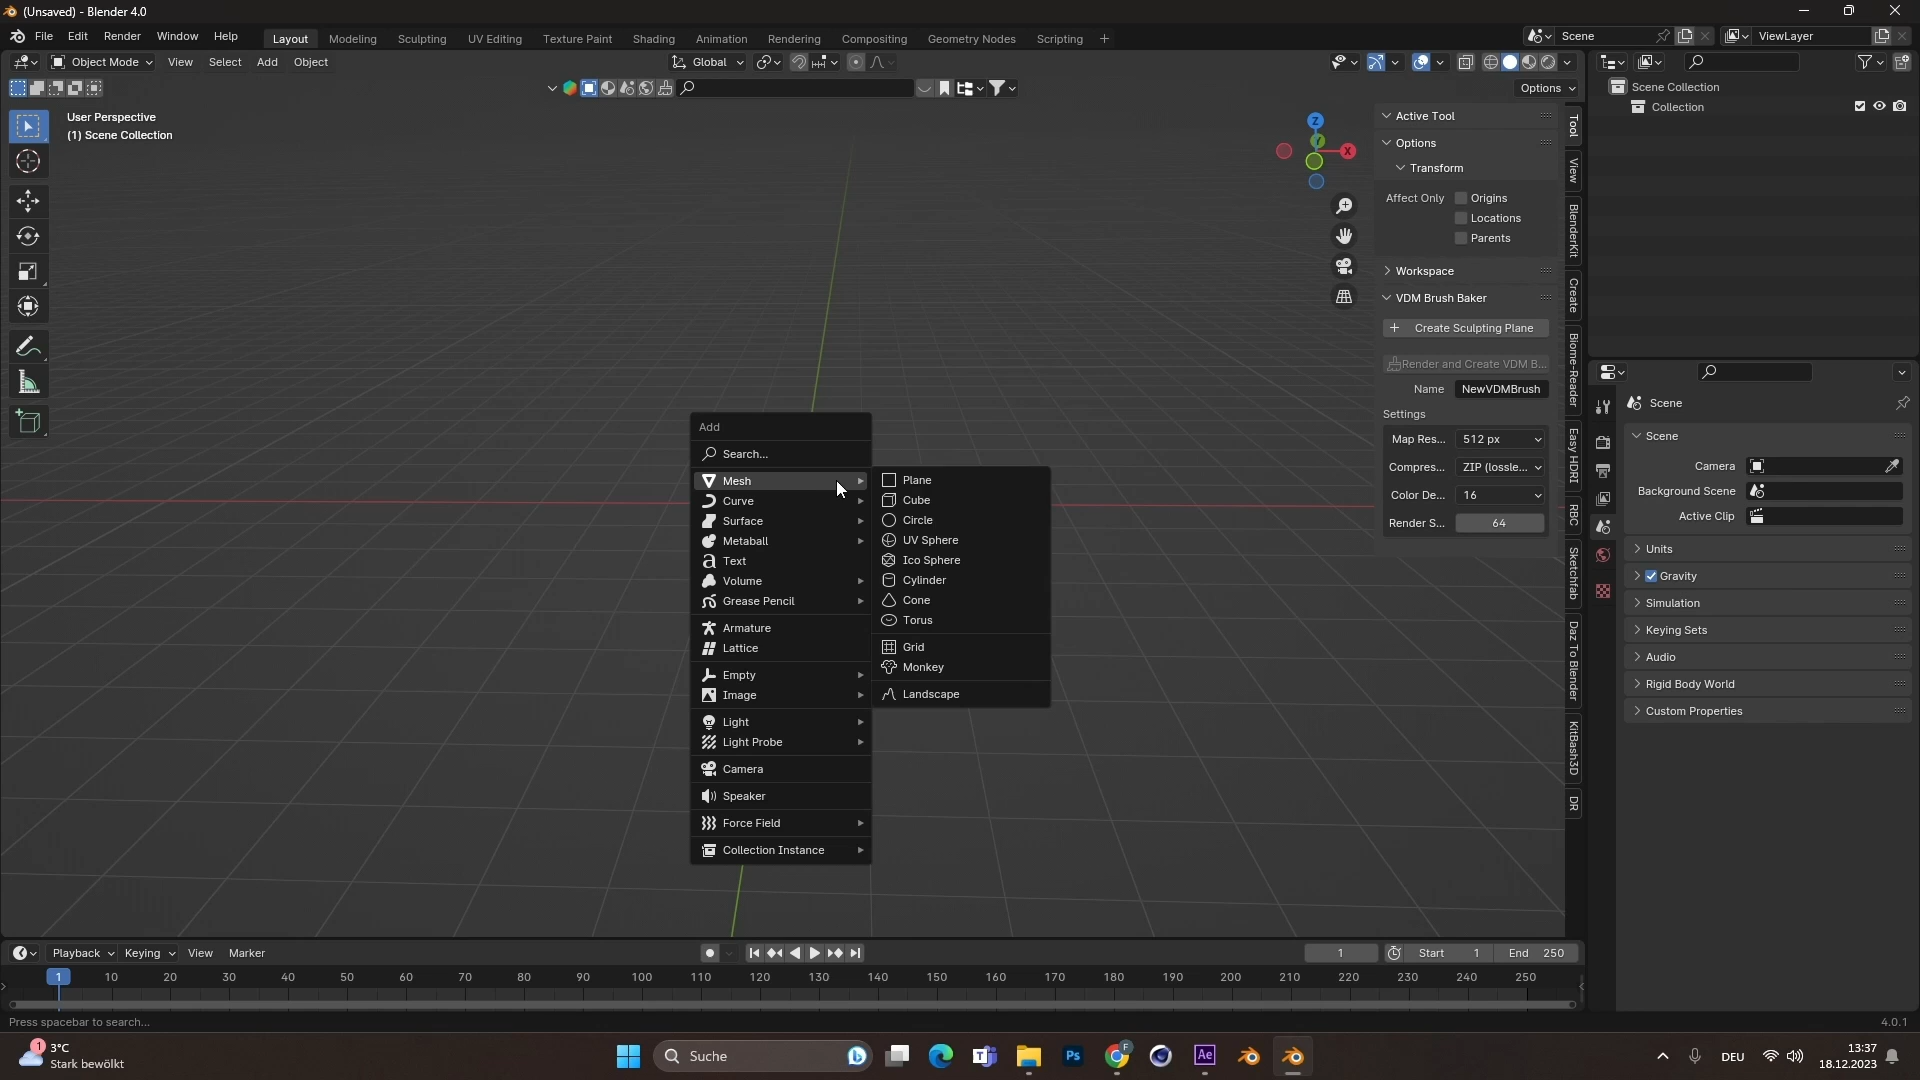 (Unsaved) - Blender 4.0
File Edit Render Window Help
Layout Modeling Sculpting UV Editing Texture Paint Shading Animation Rendering Compositing Geometry Nodes Scripting +
Scene
ViewLayer
Object Mode View Select Add Object
Global
Options
User Perspective
(1) Scene Collection
Z
Y
X
Add
Search...
Mesh
Curve
Surface
Metaball
Text
Volume
Grease Pencil
Armature
Lattice
Empty
Image
Light
Light Probe
Camera
Speaker
Force Field
Collection Instance
Plane
Cube
Circle
UV Sphere
Ico Sphere
Cylinder
Cone
Torus
Grid
Monkey
Landscape
Active Tool
Options
Transform
Affect Only Origins
Locations
Parents
Workspace
VDM Brush Baker
+ Create Sculpting Plane
Render and Create VDM B...
Name NewVDMBrush
Settings
Map Res... 512 px
Compres... ZIP (lossle...
Color De... 16
Render S... 64
Tool
View
BlenderKit
Create
Biome-Reader
Easy HDRI
RBC
Sketchfab
Daz To Blender
KitBash3D
DR
Scene Collection
Collection
Scene
Scene
Camera
Background Scene
Active Clip
Units
Gravity
Simulation
Keying Sets
Audio
Rigid Body World
Custom Properties
Playback Keying View Marker
1 Start 1 End 250
1 10 20 30 40 50 60 70 80 90 100 110 120 130 140 150 160 170 180 190 200 210 220 230 240 250
Press spacebar to search...
4.0.1
1
3°C
Stark bewölkt
Suche
Ps
F
Ae
DEU
13:37
18.12.2023